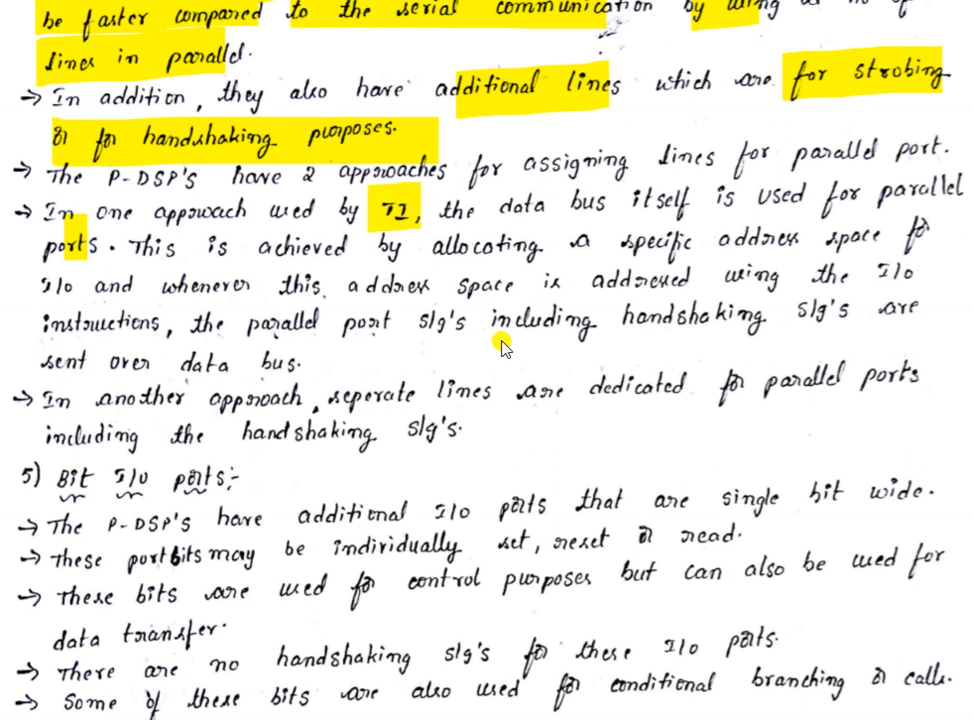 be faster compared to the serial communication by using no of
lines in parallel.
→ In addition, they also have additional lines which are for strobing
or for handshaking purposes.
→ The P-DSP's have 2 approaches for assigning lines for parallel port.
→ In one approach used by TI, the data bus itself is used for parallel
ports. This is achieved by allocating a specific address space for
I/O and whenever this address space is addressed using the I/O
instructions, the parallel port s/g's including handshaking s/g's are
sent over data bus.
→ In another approach, seperate lines are dedicated for parallel ports
including the handshaking s/g's.
5) Bit I/O ports:-
→ The P-DSP's have additional I/O ports that are single bit wide.
→ These port bits may be individually set, reset or read.
→ These bits are used for control purposes but can also be used for
data transfer.
→ There are no handshaking s/g's for these I/O ports.
→ Some of these bits are also used for conditional branching or calls.